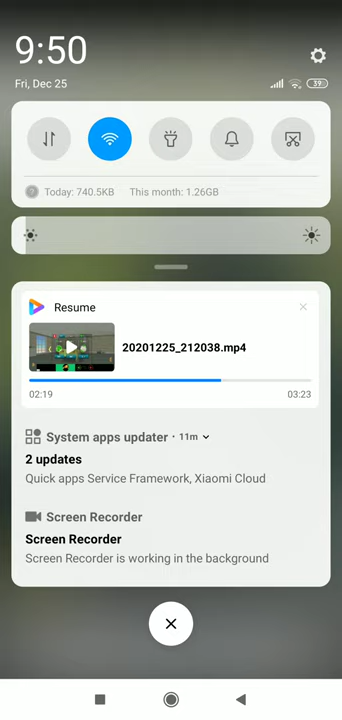 9:50
Fri, Dec 25
39
Today: 740.5KB This month: 1.26GB
Resume
20201225_212038.mp4
02:19 03:23
System apps updater · 11m
2 updates
Quick apps Service Framework, Xiaomi Cloud
Screen Recorder
Screen Recorder
Screen Recorder is working in the background